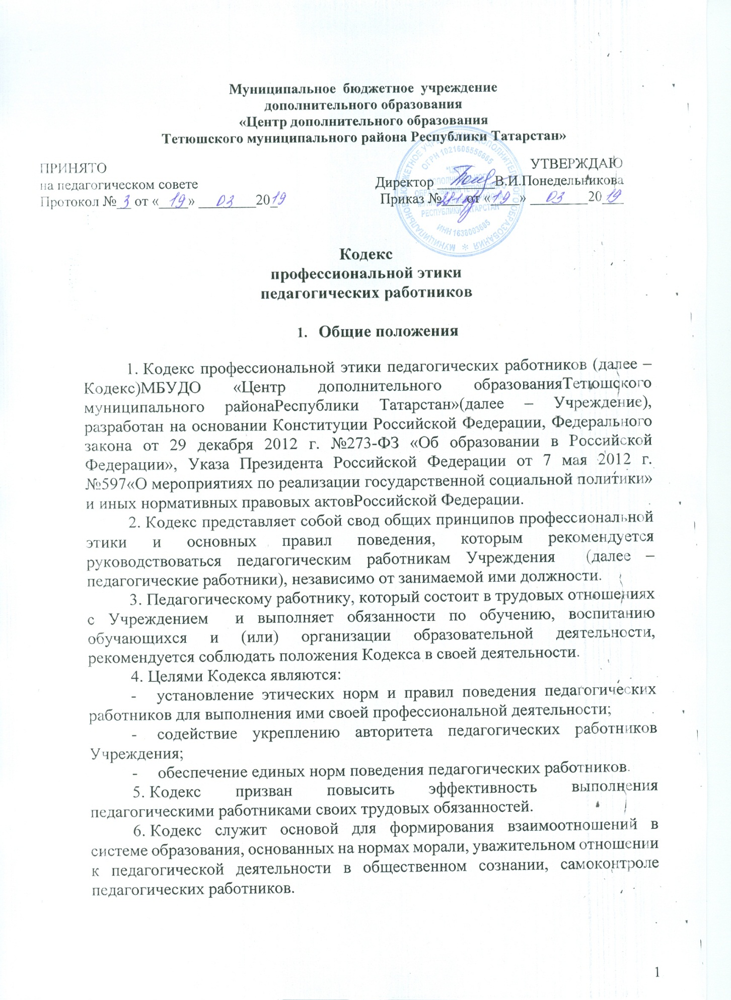 Муниципальное бюджетное учреждение
дополнительного образования
«Центр дополнительного образования
Тетюшского муниципального района Республики Татарстан»
ПРИНЯТО
на педагогическом совете
Протокол № 3 от «19» 03 2019
УТВЕРЖДАЮ
Директор ________В.И.Понедельникова
Приказ № от «19» 03 2019
ОГРН 1021606556665
ИНН 1638003685
Кодекс
профессиональной этики
педагогических работников
1. Общие положения
1. Кодекс профессиональной этики педагогических работников (далее –
Кодекс)МБУДО «Центр дополнительного образованияТетюшского
муниципального районаРеспублики Татарстан»(далее – Учреждение),
разработан на основании Конституции Российской Федерации, Федерального
закона от 29 декабря 2012 г. №273-ФЗ «Об образовании в Российской
Федерации», Указа Президента Российской Федерации от 7 мая 2012 г.
№597«О мероприятиях по реализации государственной социальной политики»
и иных нормативных правовых актовРоссийской Федерации.
2. Кодекс представляет собой свод общих принципов профессиональной
этики и основных правил поведения, которым рекомендуется
руководствоваться педагогическим работникам Учреждения (далее –
педагогические работники), независимо от занимаемой ими должности.
3. Педагогическому работнику, который состоит в трудовых отношениях
с Учреждением и выполняет обязанности по обучению, воспитанию
обучающихся и (или) организации образовательной деятельности,
рекомендуется соблюдать положения Кодекса в своей деятельности.
4. Целями Кодекса являются:
- установление этических норм и правил поведения педагогических
работников для выполнения ими своей профессиональной деятельности;
- содействие укреплению авторитета педагогических работников
Учреждения;
- обеспечение единых норм поведения педагогических работников.
5. Кодекс призван повысить эффективность выполнения
педагогическими работниками своих трудовых обязанностей.
6. Кодекс служит основой для формирования взаимоотношений в
системе образования, основанных на нормах морали, уважительном отношении
к педагогической деятельности в общественном сознании, самоконтроле
педагогических работников.
1